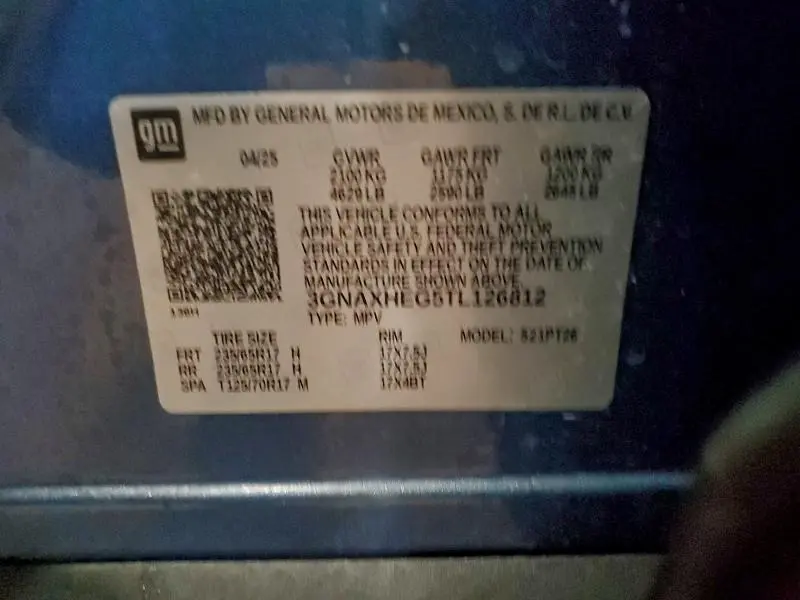 gm
MFD BY GENERAL MOTORS DE MEXICO, S. DE R.L. DE C.V.
04/25 GVWR GAWR FRT GAWR RR
2100 KG 1175 KG 1200 KG
4629 LB 2590 LB 2645 LB
THIS VEHICLE CONFORMS TO ALL
APPLICABLE U.S. FEDERAL MOTOR
VEHICLE SAFETY AND THEFT PREVENTION
STANDARDS IN EFFECT ON THE DATE OF
MANUFACTURE SHOWN ABOVE.
3GNAXHEG5TL126812
TYPE: MPV
TIRE SIZE RIM MODEL:
FRT 235/65R17 H 17X7.5J
RR 235/65R17 H 17X7.5J
SPA T125/70R17 M 17X4BT